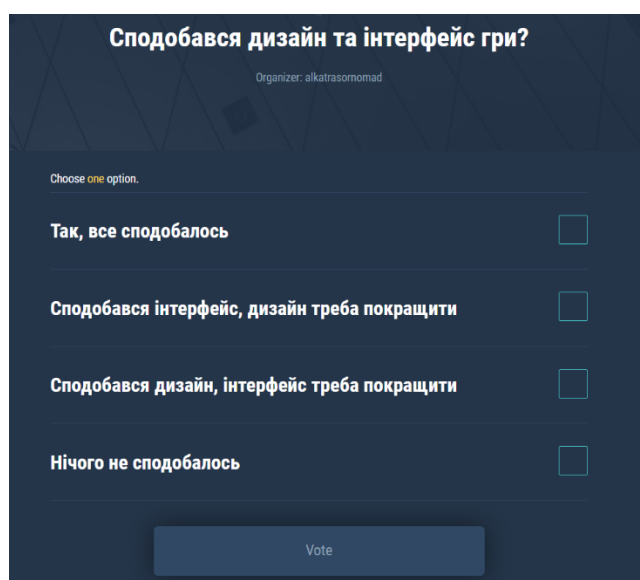 Сподобався дизайн та інтерфейс гри?
Organizer: alkatrasornomad
Choose one option.
Так, все сподобалось
Сподобався інтерфейс, дизайн треба покращити
Сподобався дизайн, інтерфейс треба покращити
Нічого не сподобалось
Vote